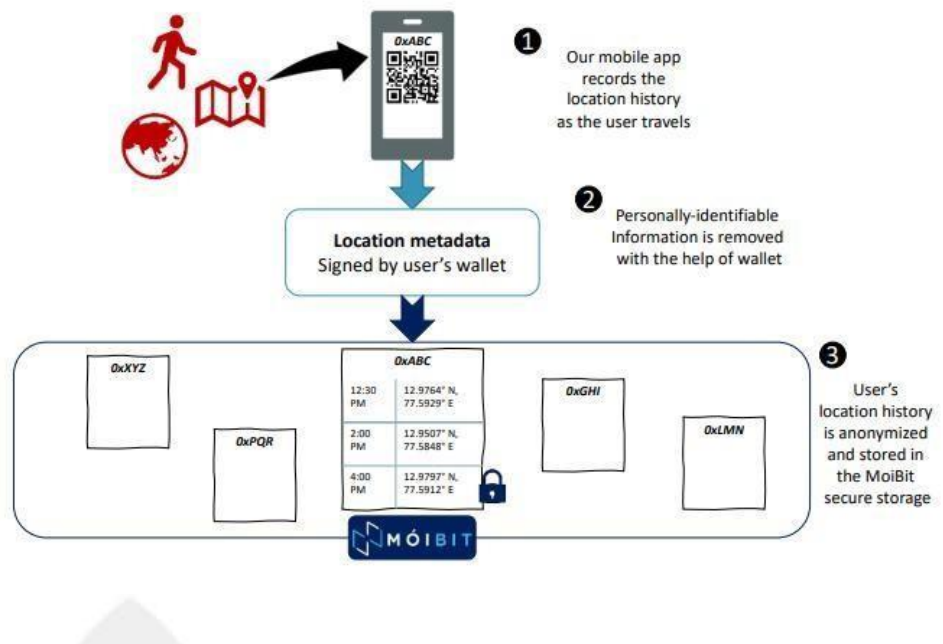 0xABC
1
Our mobile app
records the
location history
as the user travels
2
Personally-identifiable
Information is removed
with the help of wallet
Location metadata
Signed by user's wallet
3
User's
location history
is anonymized
and stored in
the MoiBit
secure storage
0xXYZ
0xPQR
0xABC
12:30
PM
12.9764° N,
77.5929° E
2:00
PM
12.9507° N,
77.5848° E
4:00
PM
12.9797° N,
77.5912° E
0xGHI
0xLMN
MÓIBIT